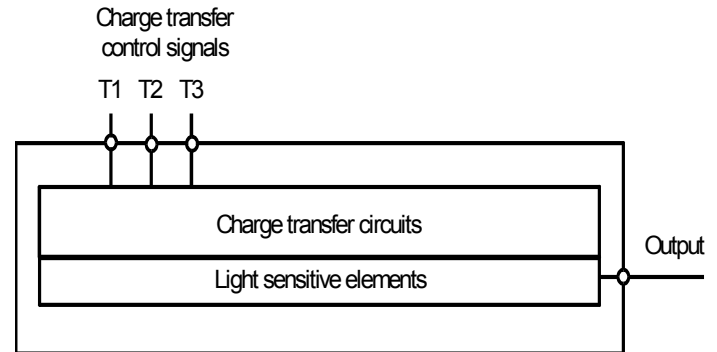 Charge transfer
control signals
T1 T2 T3
Charge transfer circuits
Output
Light sensitive elements